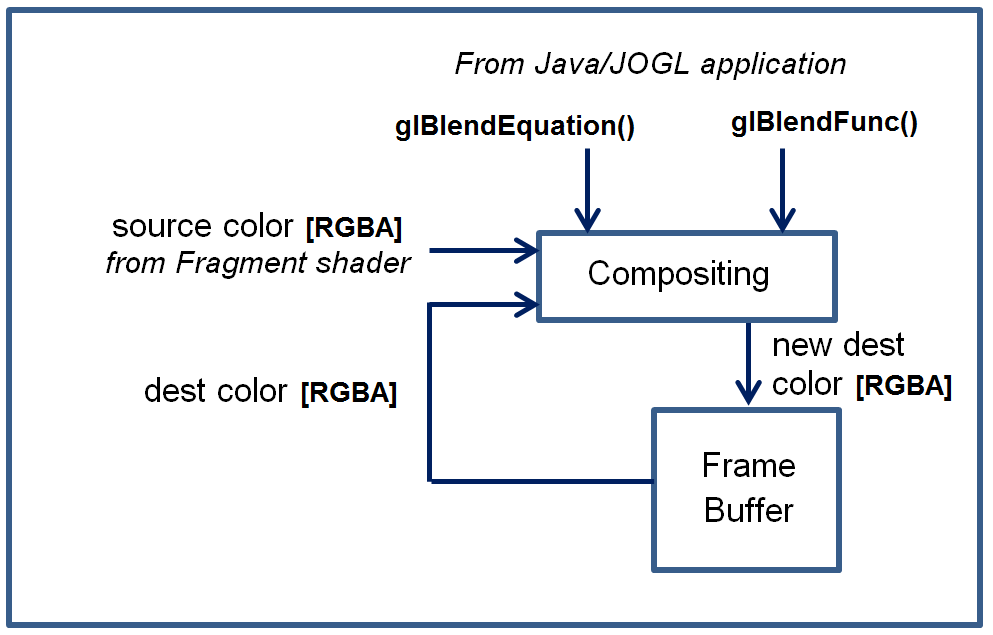 From Java/JOGL application
glBlendEquation()
glBlendFunc()
source color [RGBA]
from Fragment shader
Compositing
new dest
color [RGBA]
dest color [RGBA]
Frame
Buffer